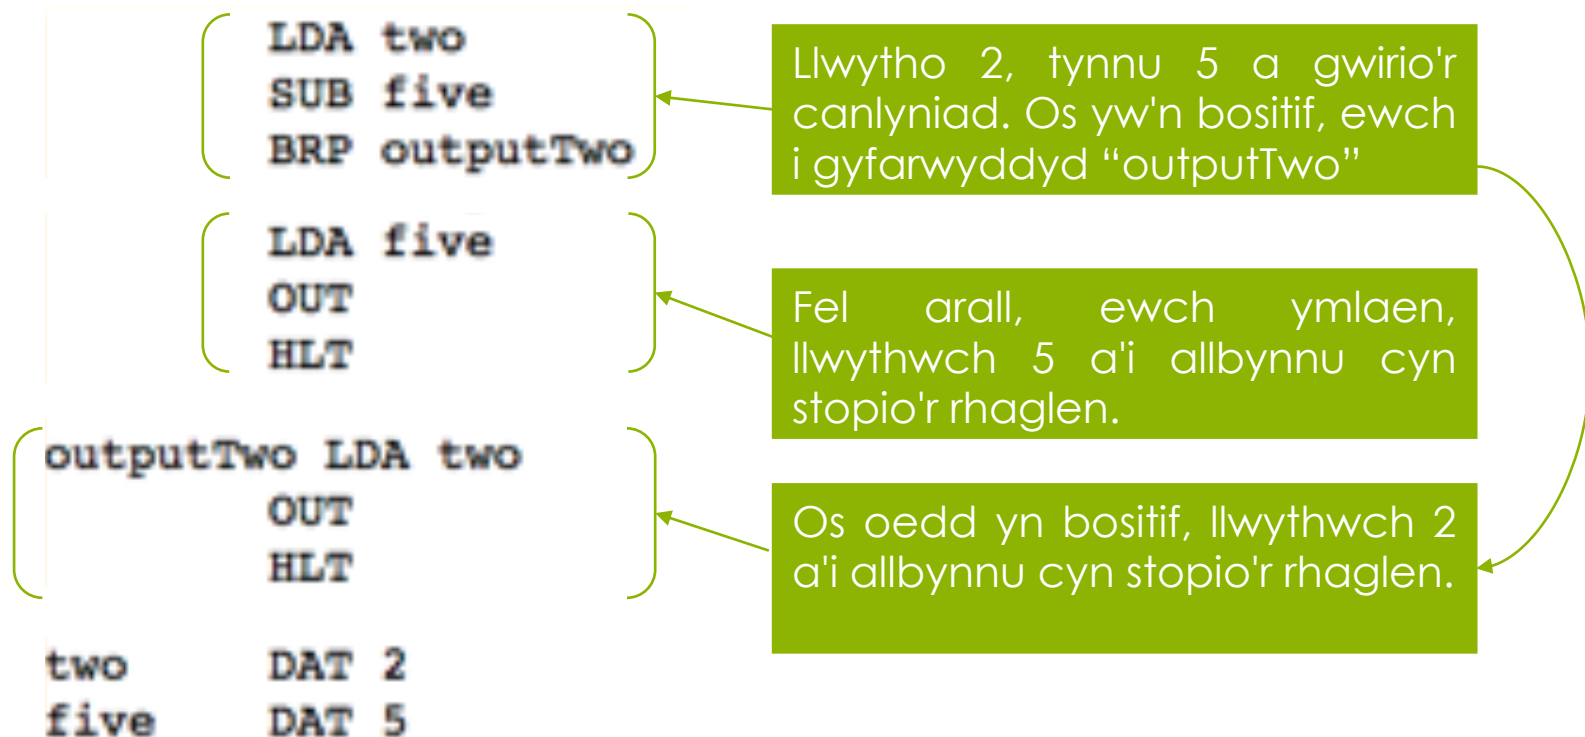 LDA two
SUB five
BRP outputTwo
Llwytho 2, tynnu 5 a gwirio'r
canlyniad. Os yw'n bositif, ewch
i gyfarwyddyd “outputTwo”
LDA five
OUT
HLT
Fel arall, ewch ymlaen,
llwythwch 5 a'i allbynnu cyn
stopio'r rhaglen.
outputTwo LDA two
OUT
HLT
Os oedd yn bositif, llwythwch 2
a'i allbynnu cyn stopio'r rhaglen.
two DAT 2
five DAT 5